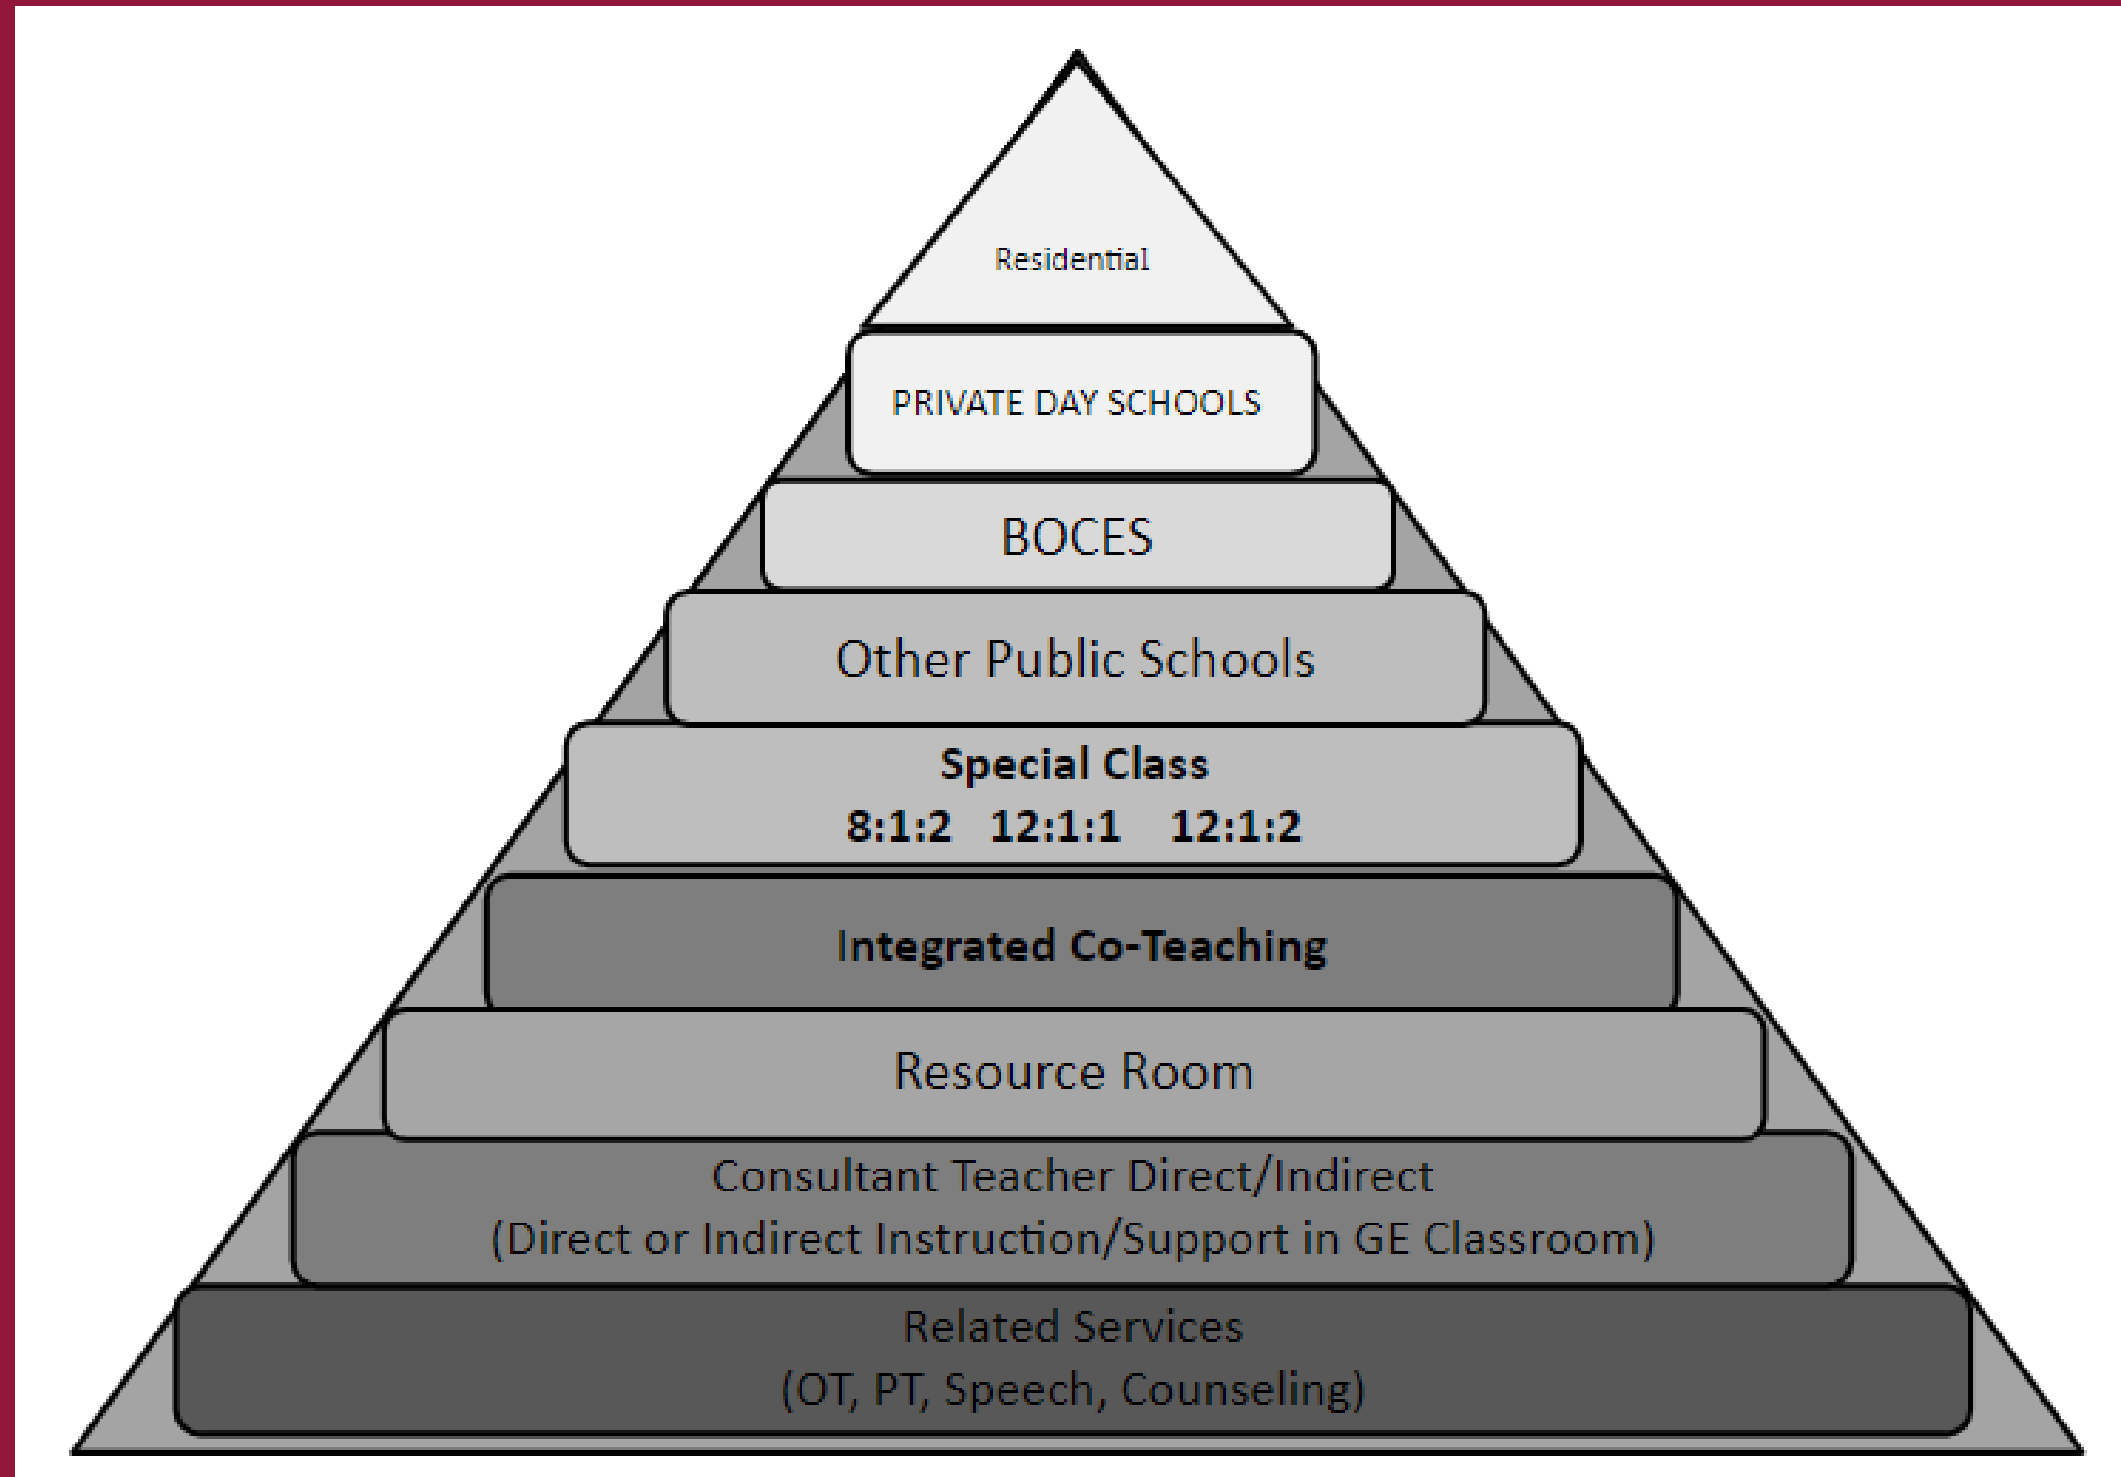 Residential
PRIVATE DAY SCHOOLS
BOCES
Other Public Schools
Special Class
8:1:2 12:1:1 12:1:2
Integrated Co-Teaching
Resource Room
Consultant Teacher Direct/Indirect
(Direct or Indirect Instruction/Support in GE Classroom)
Related Services
(OT, PT, Speech, Counseling)